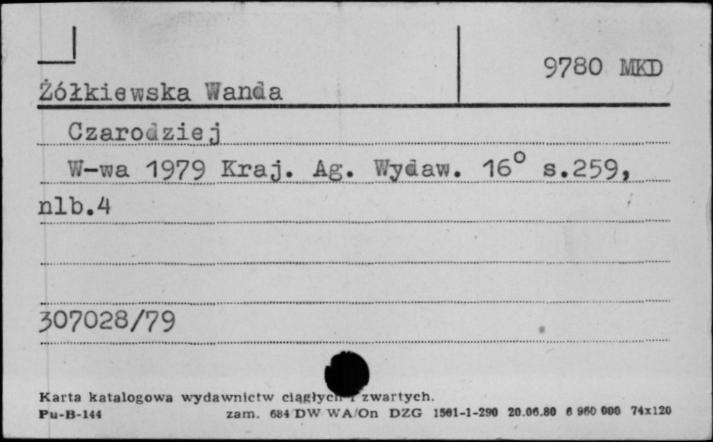 9780 MKD
Żółkiewska Wanda
Czarodziej
W-wa 1979 Kraj. Ag. Wydaw. 16° s.259,
nlb.4
307028/79
Karta katalogowa wydawnictw ciągłych i zwartych.
Pu-B-144 zam. 684 DW WA/On DZG 1561-1-290 20.06.80 6 960 000 74x120